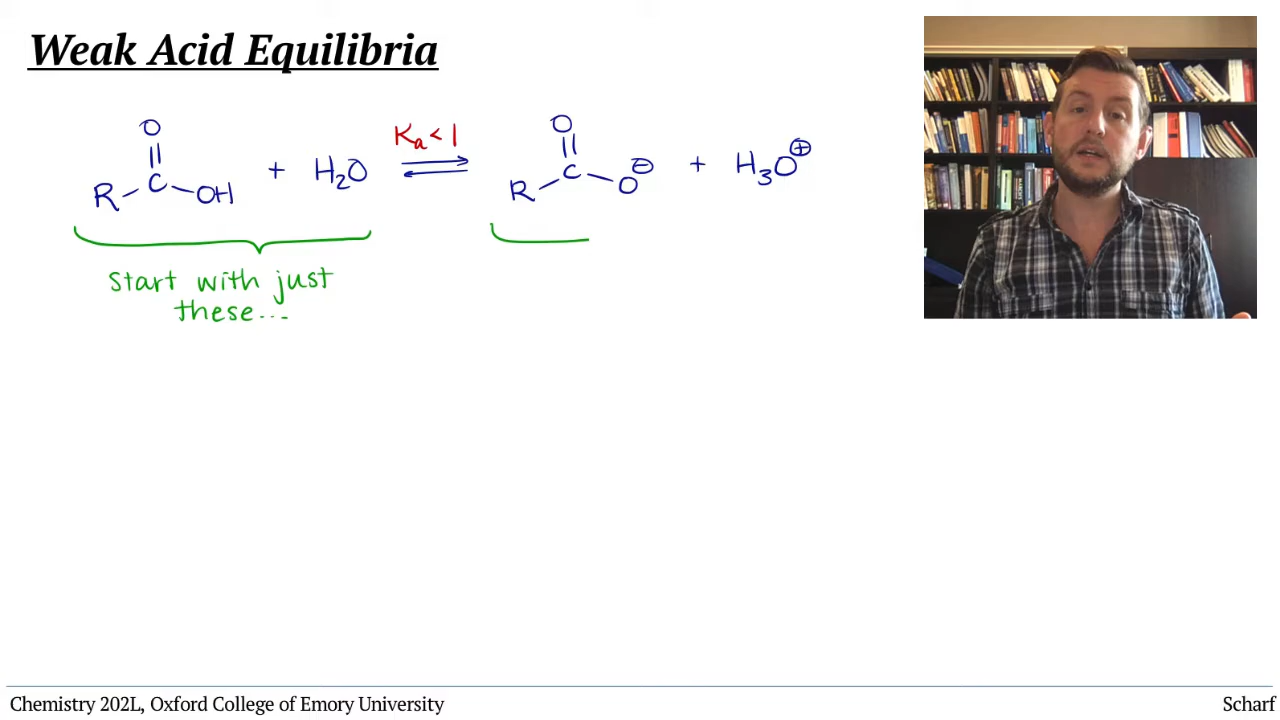 Weak Acid Equilibria
O
O
Kₐ < 1
R C OH + H₂O ⇌ R C O⊖ + H₃O⊕
start with just
these...
Chemistry 202L, Oxford College of Emory University
Scharf